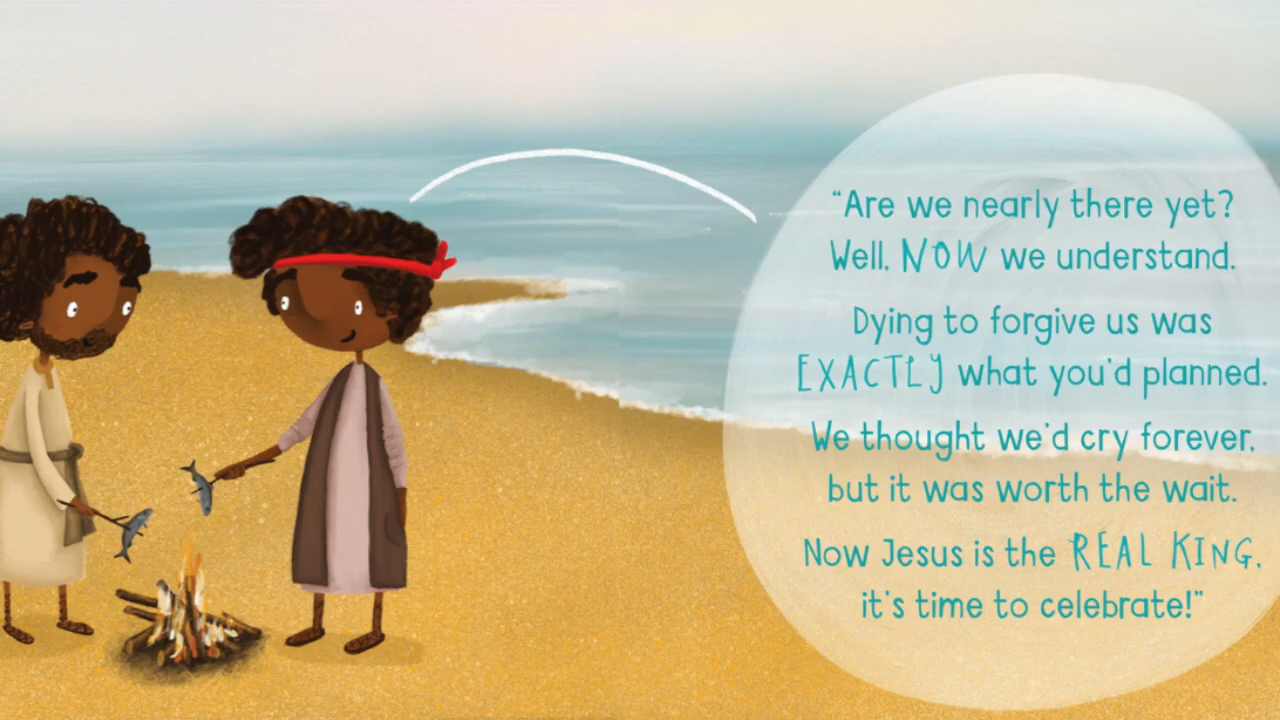 “Are we nearly there yet?
Well, NOW we understand.
Dying to forgive us was
EXACTLY what you'd planned.
We thought we'd cry forever,
but it was worth the wait.
Now Jesus is the REAL KING,
it's time to celebrate!”